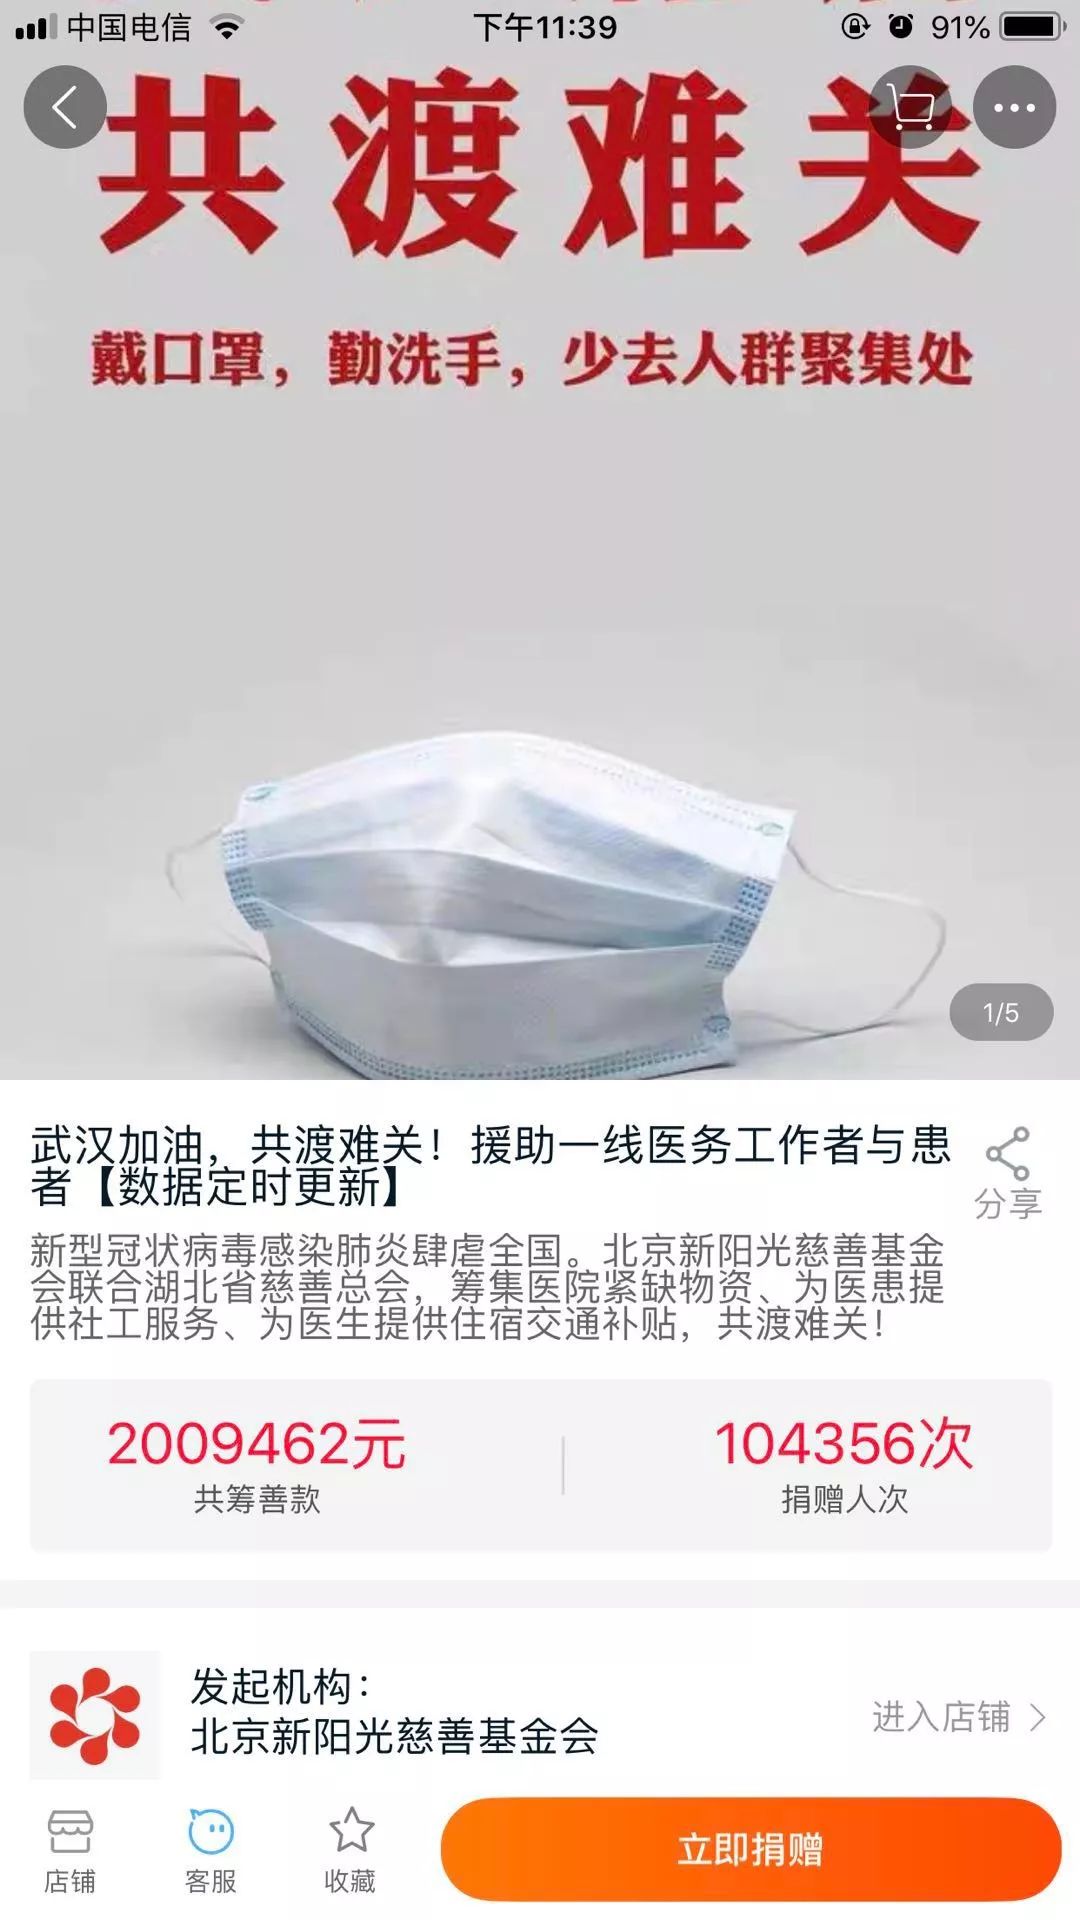 中国电信
下午11:39
91%
共渡难关
戴口罩，勤洗手，少去人群聚集处
1/5
武汉加油，共渡难关！援助一线医务工作者与患
者【数据定时更新】
分享
新型冠状病毒感染肺炎肆虐全国。北京新阳光慈善基金
会联合湖北省慈善总会，筹集医院紧缺物资、为医患提
供社工服务、为医生提供住宿交通补贴，共渡难关！
2009462元
104356次
共筹善款
捐赠人次
发起机构：
北京新阳光慈善基金会
进入店铺
店铺
客服
收藏
立即捐赠